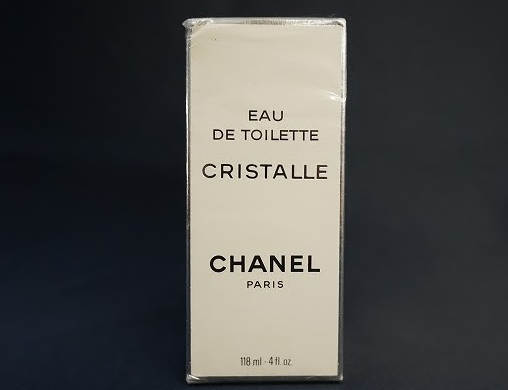 EAU
DE TOILETTE
CRISTALLE
CHANEL
PARIS
118 ml - 4 fl. oz.